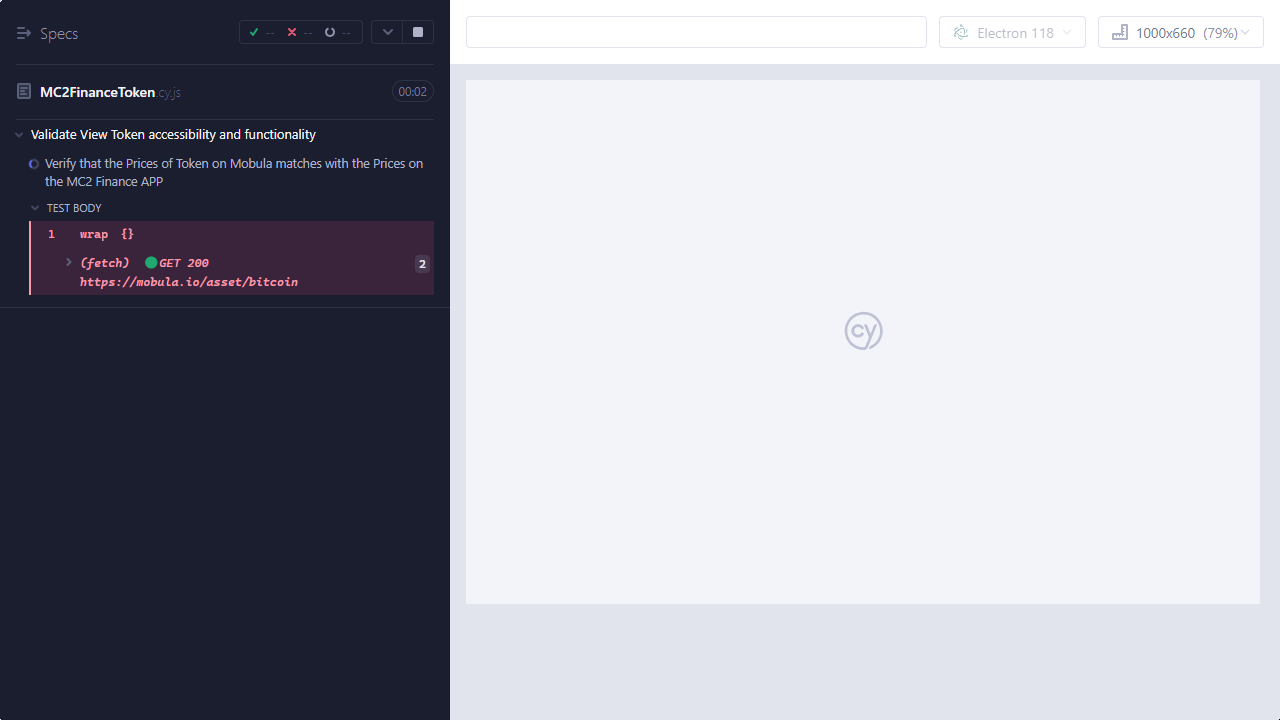 Specs
--
--
--
Electron 118
1000x660 (79%)
MC2FinanceToken.cy.js
00:02
Validate View Token accessibility and functionality
Verify that the Prices of Token on Mobula matches with the Prices on
the MC2 Finance APP
TEST BODY
1 wrap {}
(fetch) GET 200
2
https://mobula.io/asset/bitcoin
cy